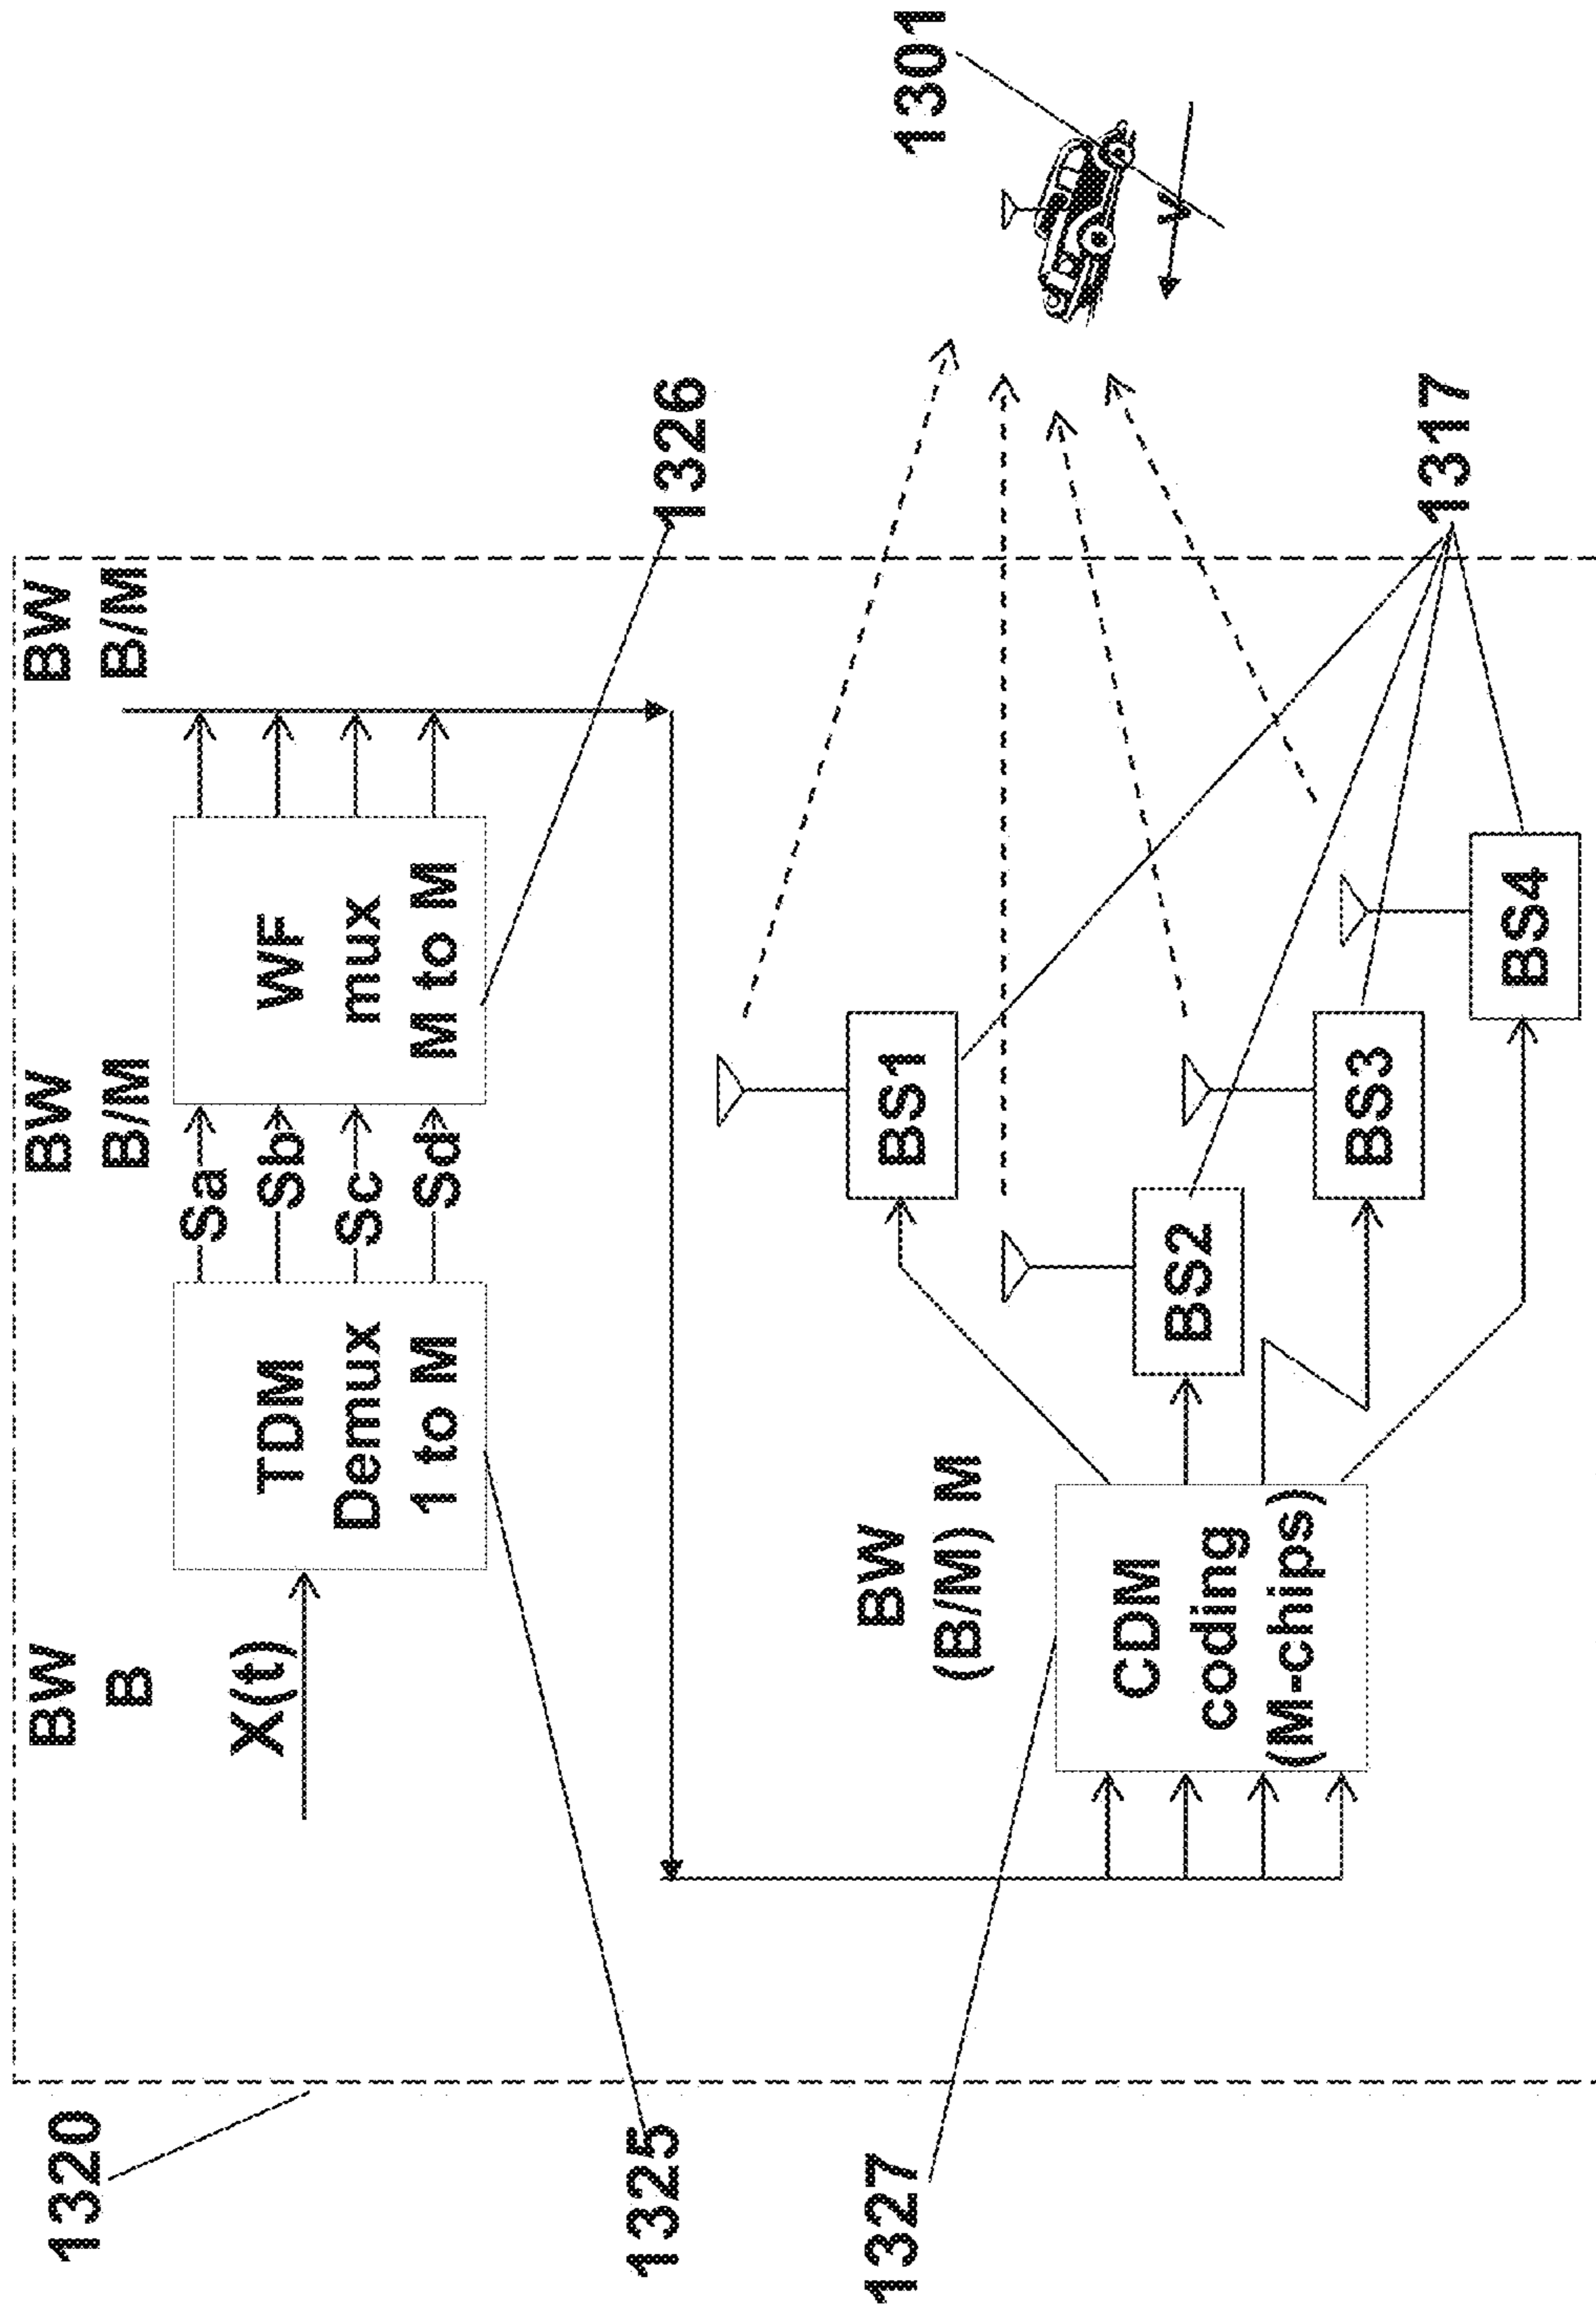 1320
BW
B
BW
B/M
BW
B/M
X(t)
TDM
Demux
1 to M
Sa
Sb
Sc
Sd
WF
mux
M to M
1325
1326
1327
BW
(B/M) M
CDM
coding
(M-chips)
BS1
BS2
BS3
BS4
1301
v
1317